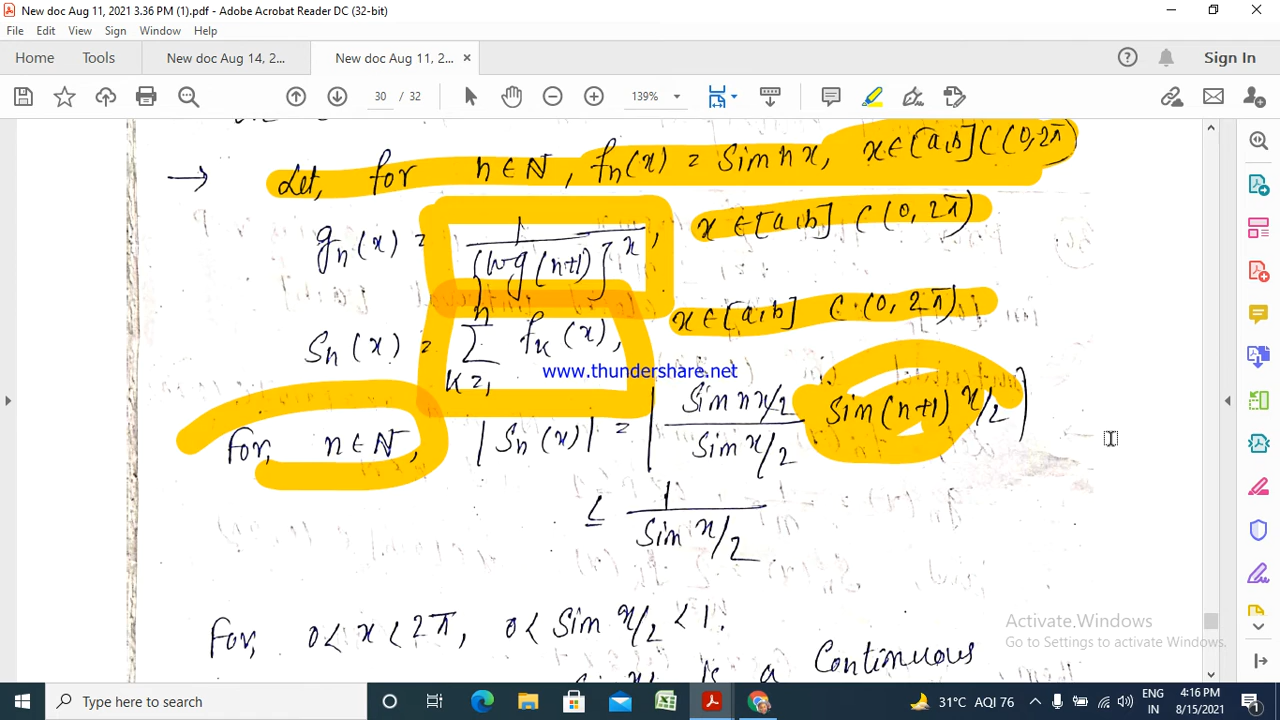 New doc Aug 11, 2021 3.36 PM (1).pdf - Adobe Acrobat Reader DC (32-bit)
File Edit View Sign Window Help
Home Tools New doc Aug 14, 2... New doc Aug 11, 2... × Sign In
30 / 32 139%
→ Let, for n ∈ ℕ, fₙ(x) = Sin nx, x ∈ [a,b] ⊂ (0,2π)
gₙ(x) = 1 / {log(n+1)}ˣ, x ∈ [a,b] ⊂ (0, 2π)
Sₙ(x) = Σₖ₌₁ⁿ fₖ(x), x ∈ [a,b] ⊂ (0, 2π)
www.thundershare.net
For, n ∈ ℕ, |Sₙ(x)| = | (Sin nx/2) / (Sin x/2) Sin (n+1) x/2 |
≤ 1 / (Sin x/2)
For, 0 < x < 2π, 0 < Sin x/2 < 1.
is a Continuous
Activate Windows
Go to Settings to activate Windows.
Type here to search
31°C AQI 76
ENG
IN
4:16 PM
8/15/2021
1